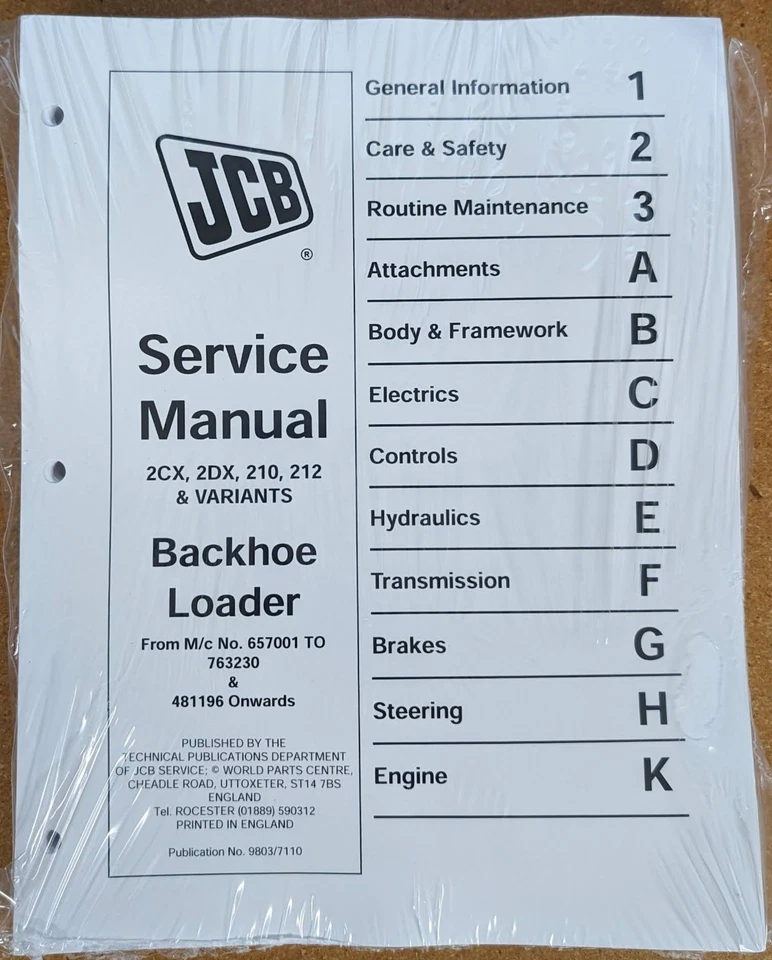 JCB
®
Service
Manual
2CX, 2DX, 210, 212
& VARIANTS
Backhoe
Loader
From M/c No. 657001 TO
763230
&
481196 Onwards
PUBLISHED BY THE
TECHNICAL PUBLICATIONS DEPARTMENT
OF JCB SERVICE; © WORLD PARTS CENTRE,
CHEADLE ROAD, UTTOXETER, ST14 7BS
ENGLAND
Tel. ROCESTER (01889) 590312
PRINTED IN ENGLAND
Publication No. 9803/7110
General Information 1
Care & Safety 2
Routine Maintenance 3
Attachments A
Body & Framework B
Electrics C
Controls D
Hydraulics E
Transmission F
Brakes G
Steering H
Engine K